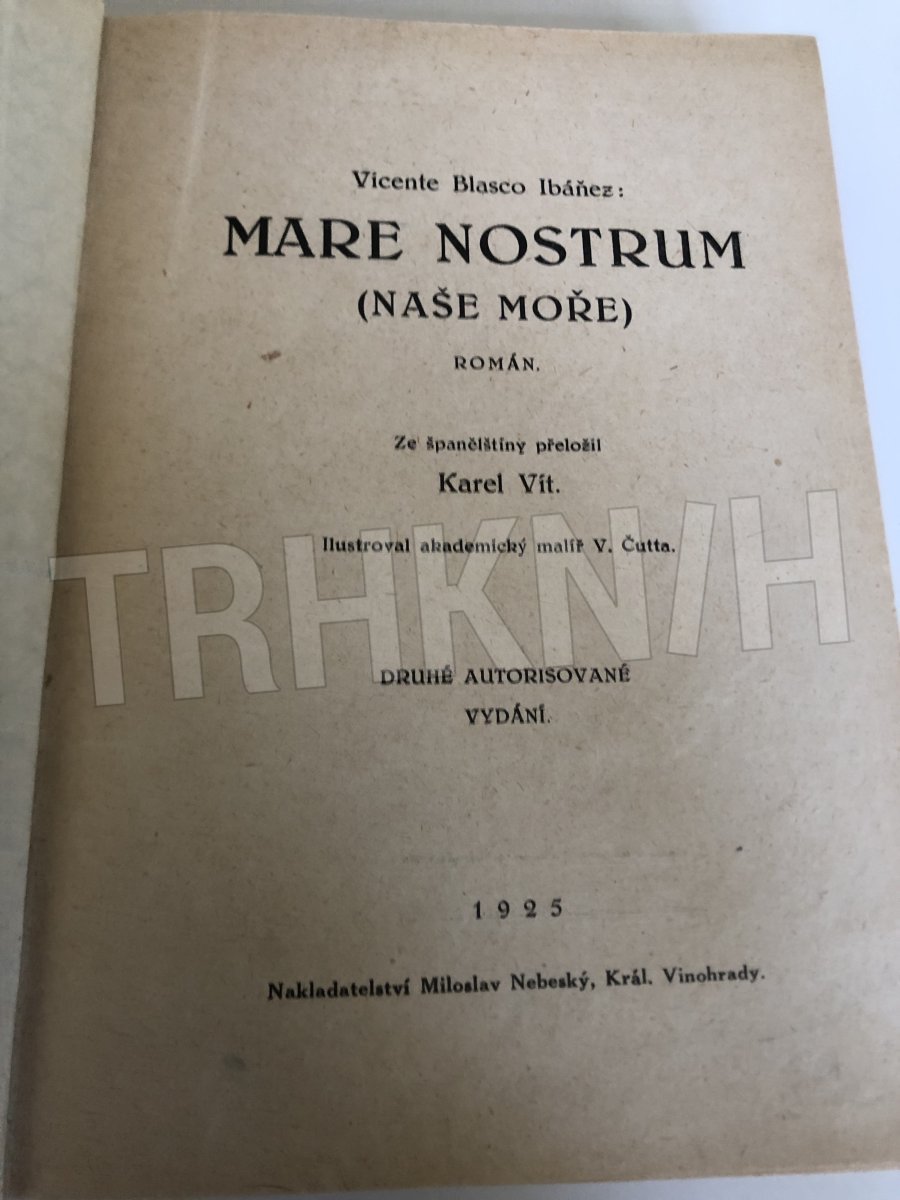 Vicente Blasco Ibáňez:
MARE NOSTRUM
(NAŠE MOŘE)
ROMÁN.
Ze španělštiny přeložil
Karel Vít.
Ilustroval akademický malíř V. Čutta.
TRHKNIH
DRUHÉ AUTORISOVANÉ
VYDÁNÍ.
1925
Nakladatelství Miloslav Nebeský, Král. Vinohrady.